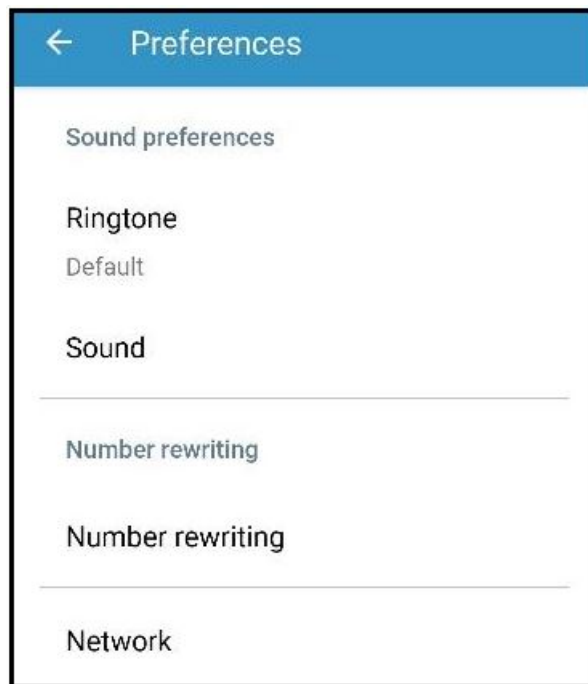 Preferences
Sound preferences
Ringtone
Default
Sound
Number rewriting
Number rewriting
Network